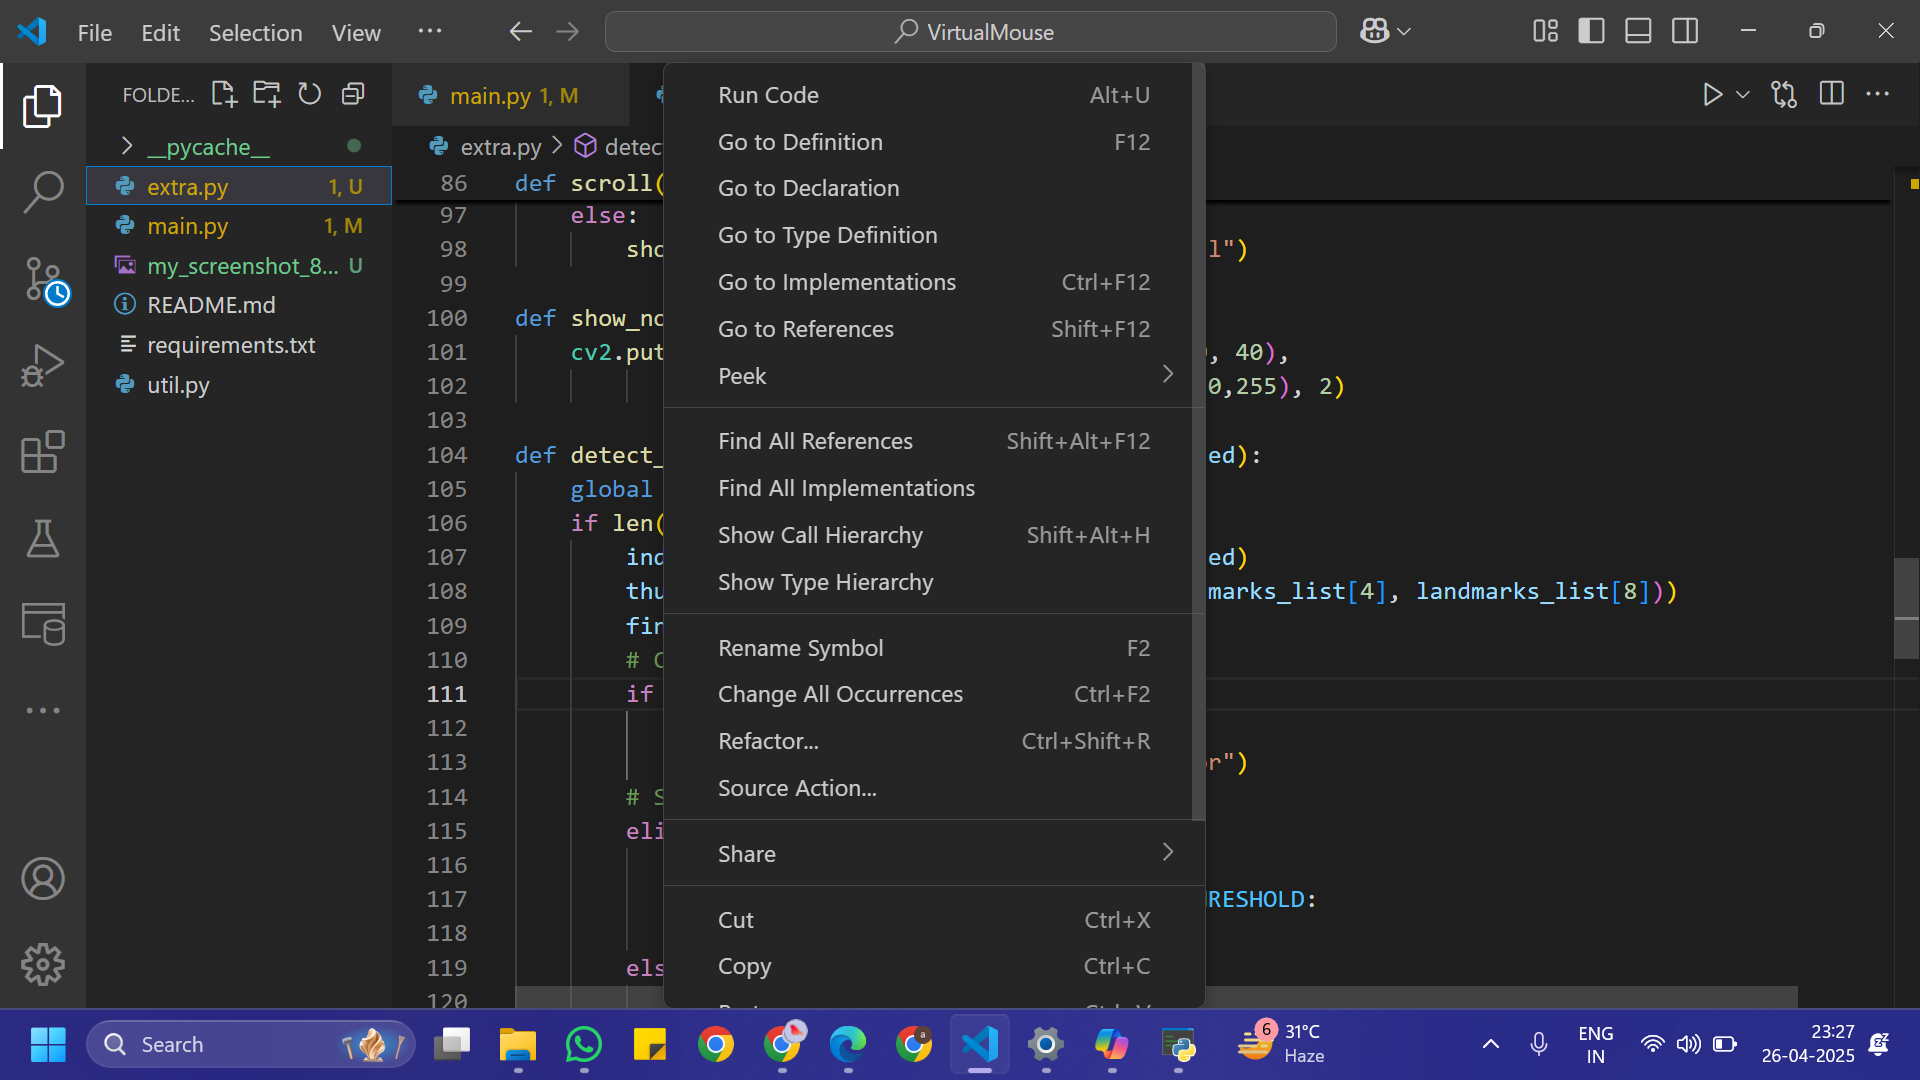 File Edit Selection View ··· VirtualMouse
FOLDE... main.py 1, M
__pycache__
extra.py 1, U
main.py 1, M
my_screenshot_8... U
README.md
requirements.txt
util.py
extra.py > detec
86 def scroll(
97 else:
98 sho l")
99
100 def show_no
101 cv2.put , 40),
102 0,255), 2)
103
104 def detect_ ed):
105 global
106 if len(
107 ind ed)
108 thu marks_list[4], landmarks_list[8]))
109 fin
110 #
111 if
112
113 r")
114 # S
115 eli
116
117 RESHOLD:
118
119 els
120
Run Code Alt+U
Go to Definition F12
Go to Declaration
Go to Type Definition
Go to Implementations Ctrl+F12
Go to References Shift+F12
Peek
Find All References Shift+Alt+F12
Find All Implementations
Show Call Hierarchy Shift+Alt+H
Show Type Hierarchy
Rename Symbol F2
Change All Occurrences Ctrl+F2
Refactor... Ctrl+Shift+R
Source Action...
Share
Cut Ctrl+X
Copy Ctrl+C
Search
a
6
31°C
Haze
ENG
IN
23:27
26-04-2025